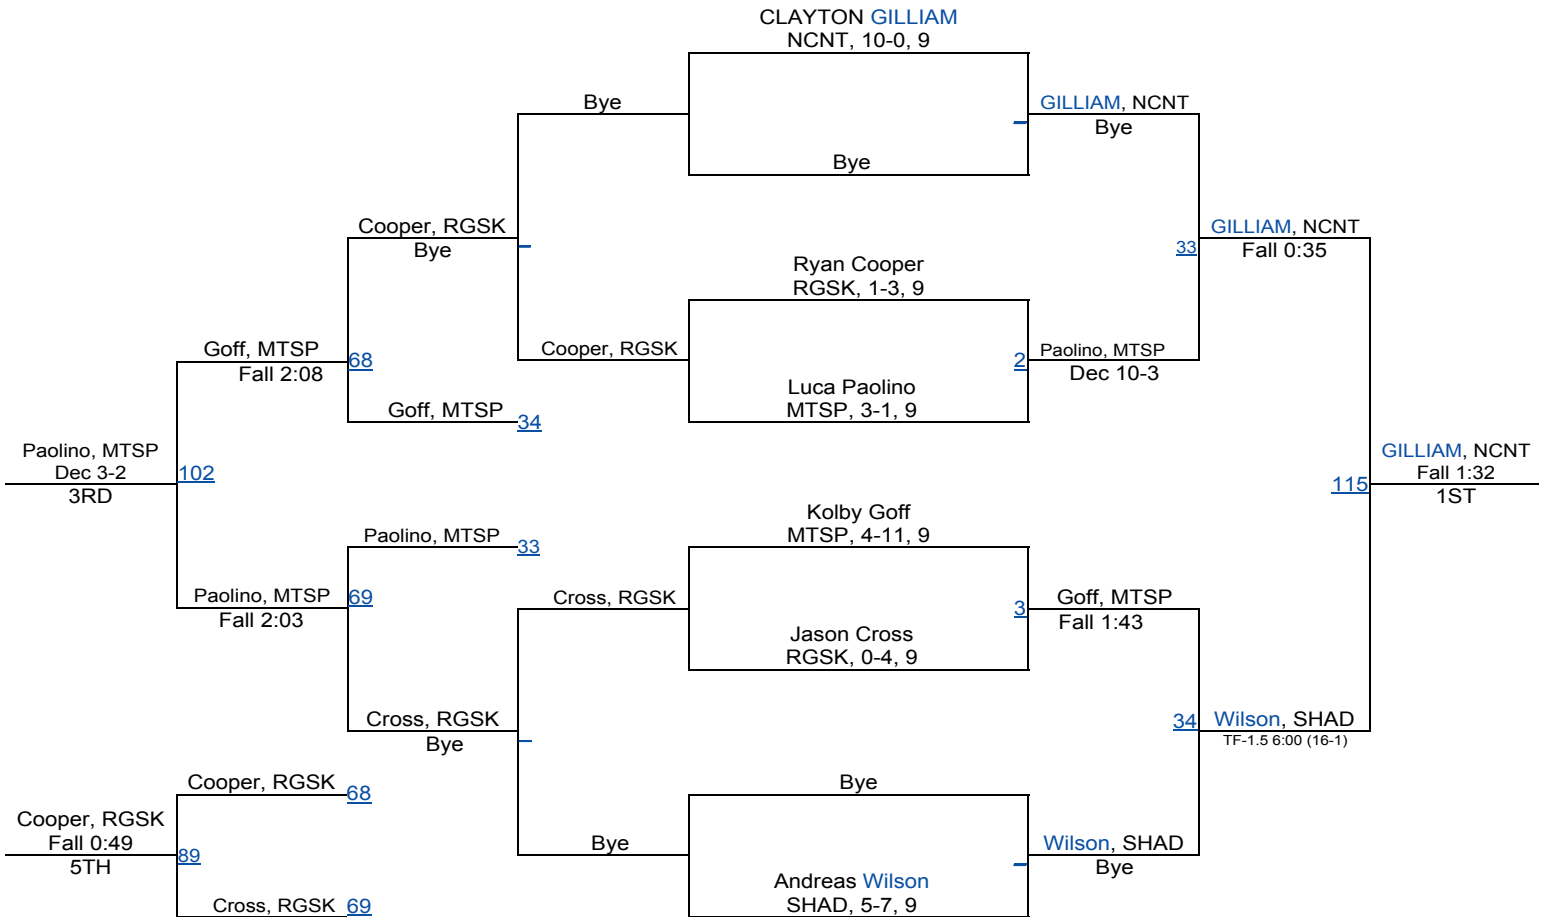 CLAYTON GILLIAM
NCNT, 10-0, 9
Bye
GILLIAM, NCNT
Bye
Bye
Cooper, RGSK
Bye
GILLIAM, NCNT
33
Fall 0:35
Ryan Cooper
RGSK, 1-3, 9
Goff, MTSP
Fall 2:08
68
Cooper, RGSK
2
Paolino, MTSP
Dec 10-3
Luca Paolino
MTSP, 3-1, 9
Goff, MTSP
34
Paolino, MTSP
Dec 3-2
3RD
102
GILLIAM, NCNT
Fall 1:32
1ST
115
Kolby Goff
MTSP, 4-11, 9
Paolino, MTSP
33
Paolino, MTSP
Fall 2:03
69
Cross, RGSK
3
Goff, MTSP
Fall 1:43
Jason Cross
RGSK, 0-4, 9
Cross, RGSK
Bye
34
Wilson, SHAD
TF-1.5 6:00 (16-1)
Cooper, RGSK
68
Bye
Cooper, RGSK
Fall 0:49
5TH
89
Bye
Wilson, SHAD
Bye
Andreas Wilson
SHAD, 5-7, 9
Cross, RGSK
69